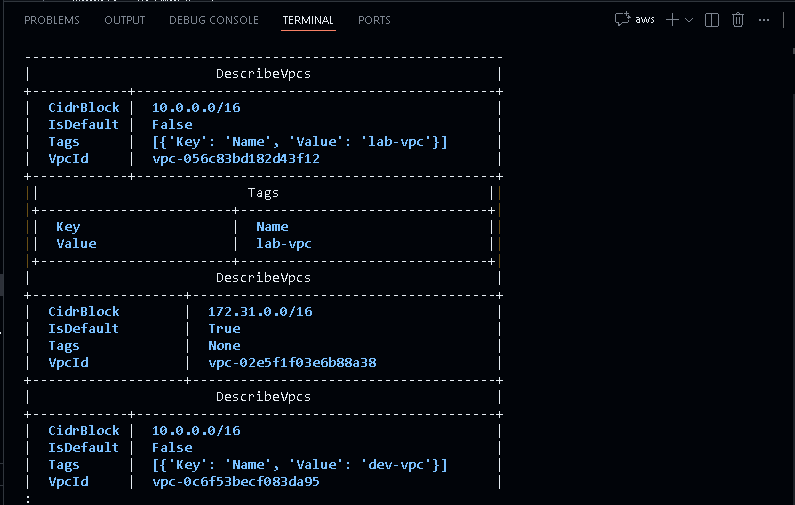 PROBLEMS OUTPUT DEBUG CONSOLE TERMINAL PORTS aws
-----------------------------------------------------------
| DescribeVpcs |
+------------+----------------------------------------------+
| CidrBlock | 10.0.0.0/16 |
| IsDefault | False |
| Tags | [{'Key': 'Name', 'Value': 'lab-vpc'}] |
| VpcId | vpc-056c83bd182d43f12 |
+------------+----------------------------------------------+
|| Tags ||
|+------------------------+--------------------------------+|
|| Key | Name ||
|| Value | lab-vpc ||
|+------------------------+--------------------------------+|
| DescribeVpcs |
+-------------------+---------------------------------------+
| CidrBlock | 172.31.0.0/16 |
| IsDefault | True |
| Tags | None |
| VpcId | vpc-02e5f1f03e6b88a38 |
+-------------------+---------------------------------------+
| DescribeVpcs |
+------------+----------------------------------------------+
| CidrBlock | 10.0.0.0/16 |
| IsDefault | False |
| Tags | [{'Key': 'Name', 'Value': 'dev-vpc'}] |
| VpcId | vpc-0c6f53becf083da95 |
: